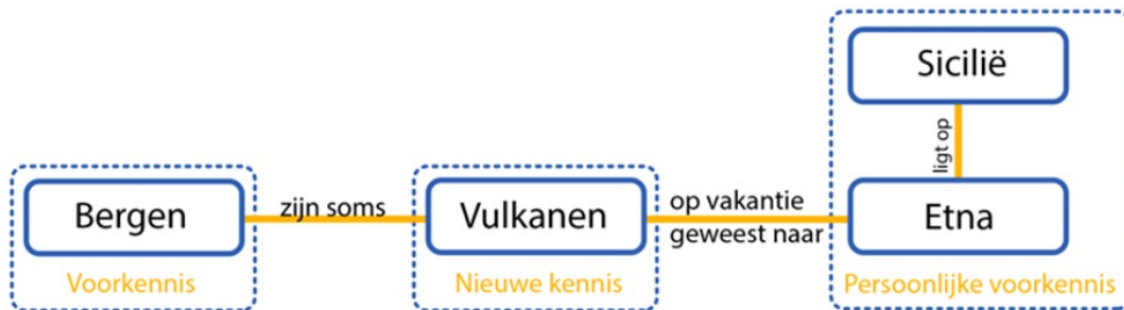 Bergen
Voorkennis
zijn soms
Vulkanen
Nieuwe kennis
op vakantie
geweest naar
Sicilië
ligt op
Etna
Persoonlijke voorkennis